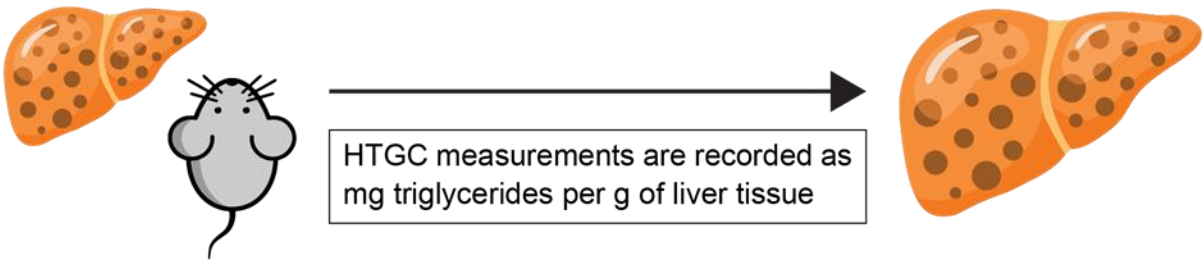 HTGC measurements are recorded as
mg triglycerides per g of liver tissue